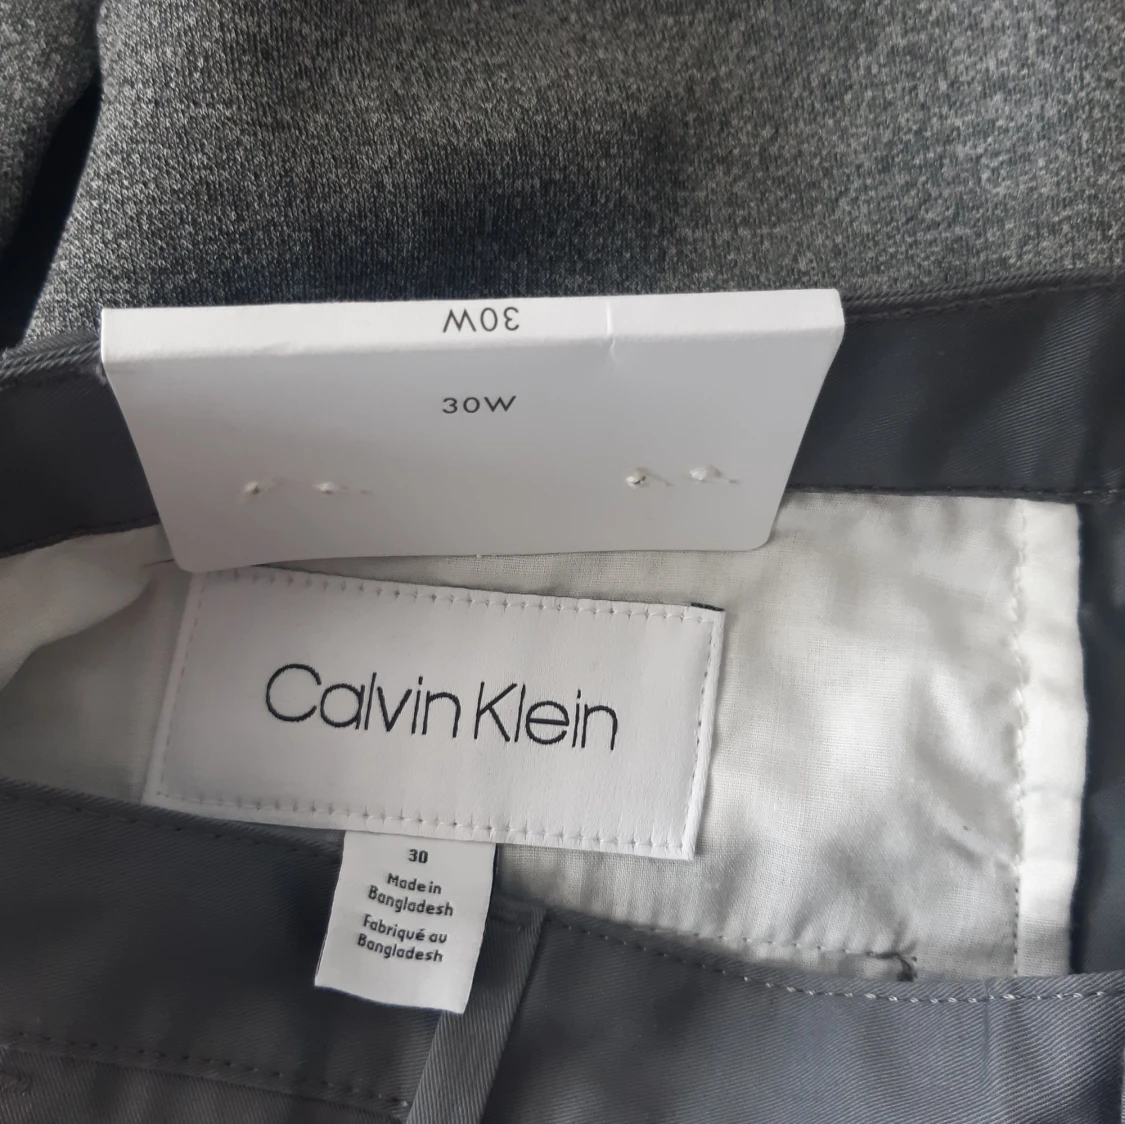 30W
30W
Calvin Klein
30
Made in
Bangladesh
Fabriqué au
Bangladesh